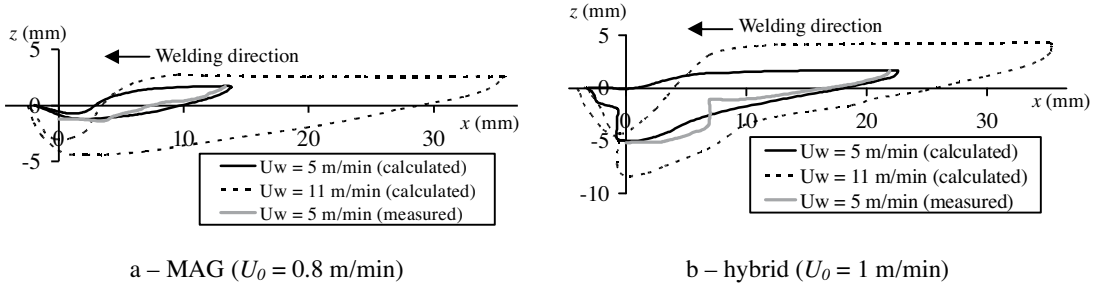 z (mm)
5
Welding direction
0
0
10
20
30
x (mm)
-5
Uw = 5 m/min (calculated)
Uw = 11 m/min (calculated)
Uw = 5 m/min (measured)
a – MAG (U0 = 0.8 m/min)
z (mm)
5
Welding direction
0
0
10
20
30
x (mm)
-5
-10
Uw = 5 m/min (calculated)
Uw = 11 m/min (calculated)
Uw = 5 m/min (measured)
b – hybrid (U0 = 1 m/min)